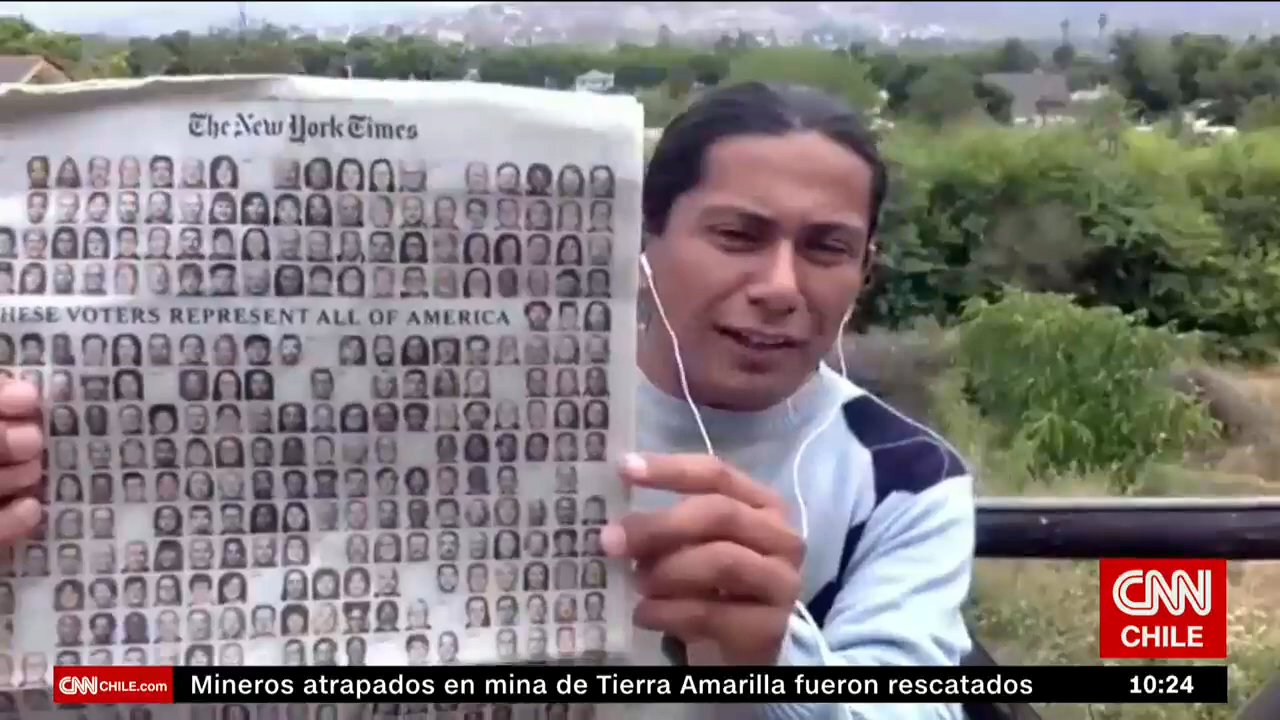 The New York Times
HESE VOTERS REPRESENT ALL OF AMERICA
CNN
CHILE
CNNCHILE.com
Mineros atrapados en mina de Tierra Amarilla fueron rescatados
10:24